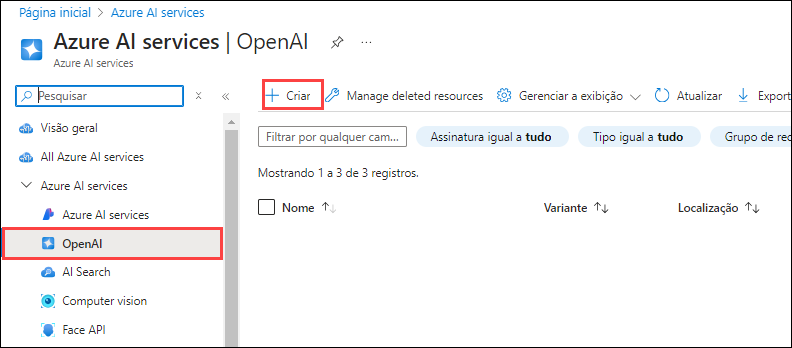 Página inicial > Azure AI services >
Azure AI services | OpenAI ...
Azure AI services
Pesquisar
Criar Manage deleted resources Gerenciar a exibição Atualizar Export
Visão geral
Filtrar por qualquer cam... Assinatura igual a tudo Tipo igual a tudo Grupo de rec
All Azure AI services
Mostrando 1 a 3 de 3 registros.
Azure AI services
Nome Variante Localização
Azure AI services
OpenAI
AI Search
Computer vision
Face API